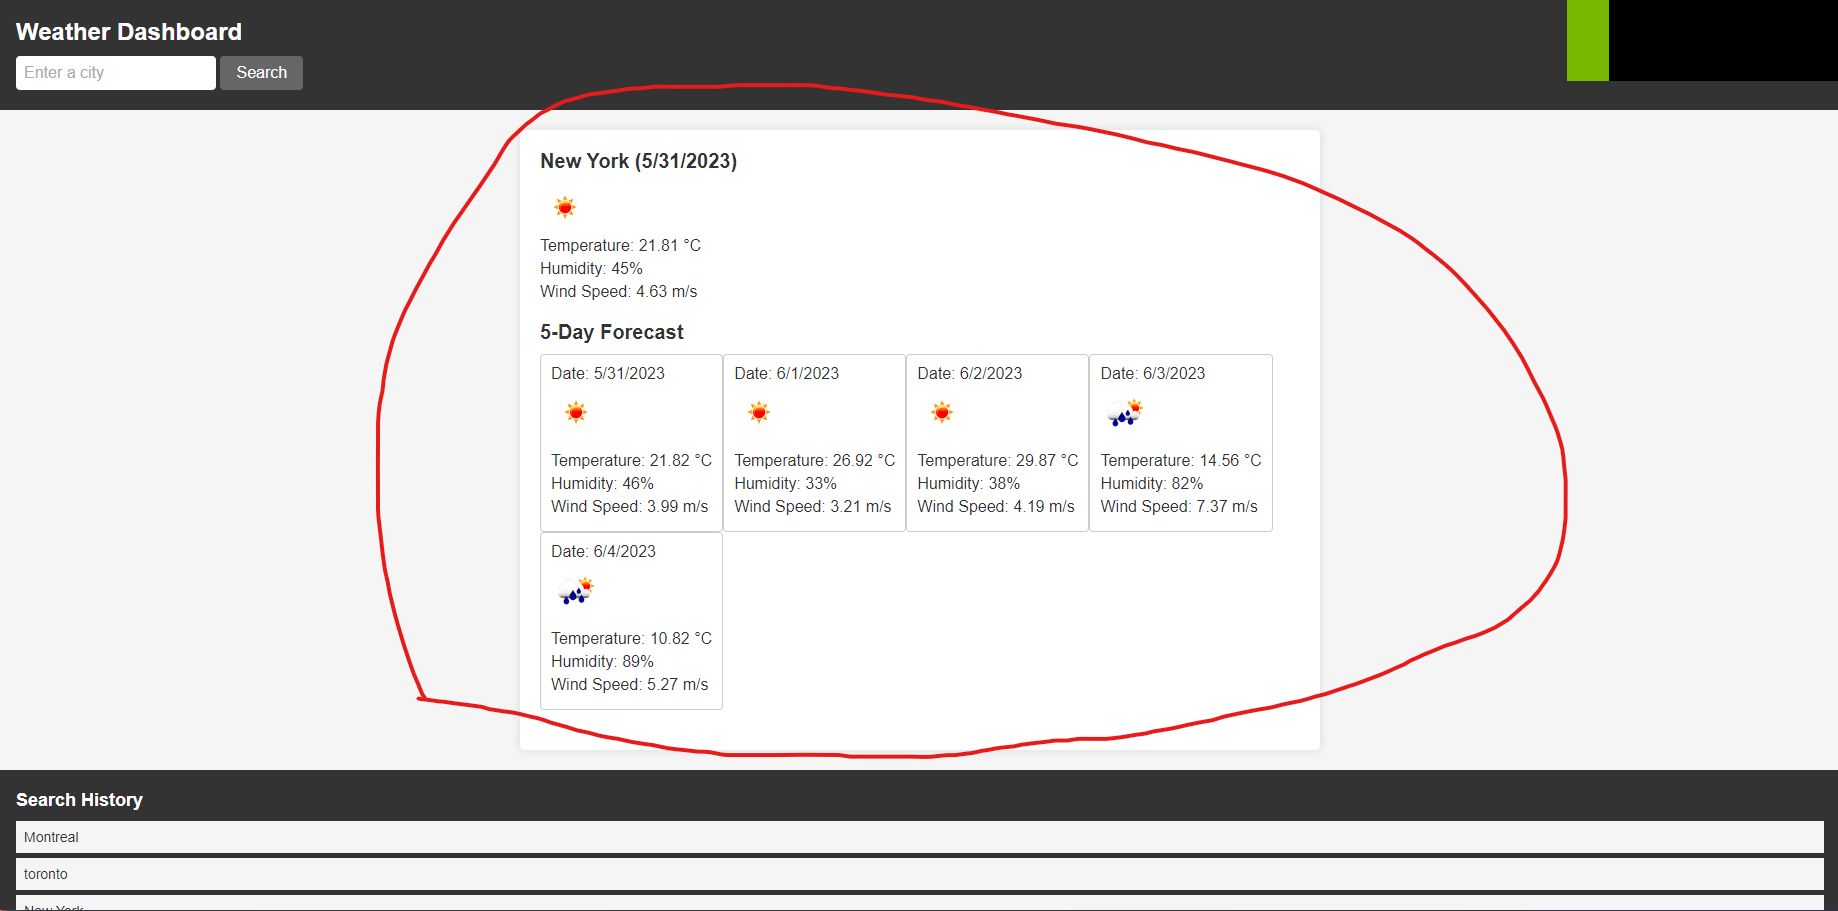 Weather Dashboard
Enter a city Search
New York (5/31/2023)
Temperature: 21.81 °C
Humidity: 45%
Wind Speed: 4.63 m/s
5-Day Forecast
Date: 5/31/2023
Temperature: 21.82 °C
Humidity: 46%
Wind Speed: 3.99 m/s
Date: 6/1/2023
Temperature: 26.92 °C
Humidity: 33%
Wind Speed: 3.21 m/s
Date: 6/2/2023
Temperature: 29.87 °C
Humidity: 38%
Wind Speed: 4.19 m/s
Date: 6/3/2023
Temperature: 14.56 °C
Humidity: 82%
Wind Speed: 7.37 m/s
Date: 6/4/2023
Temperature: 10.82 °C
Humidity: 89%
Wind Speed: 5.27 m/s
Search History
Montreal
toronto
New York